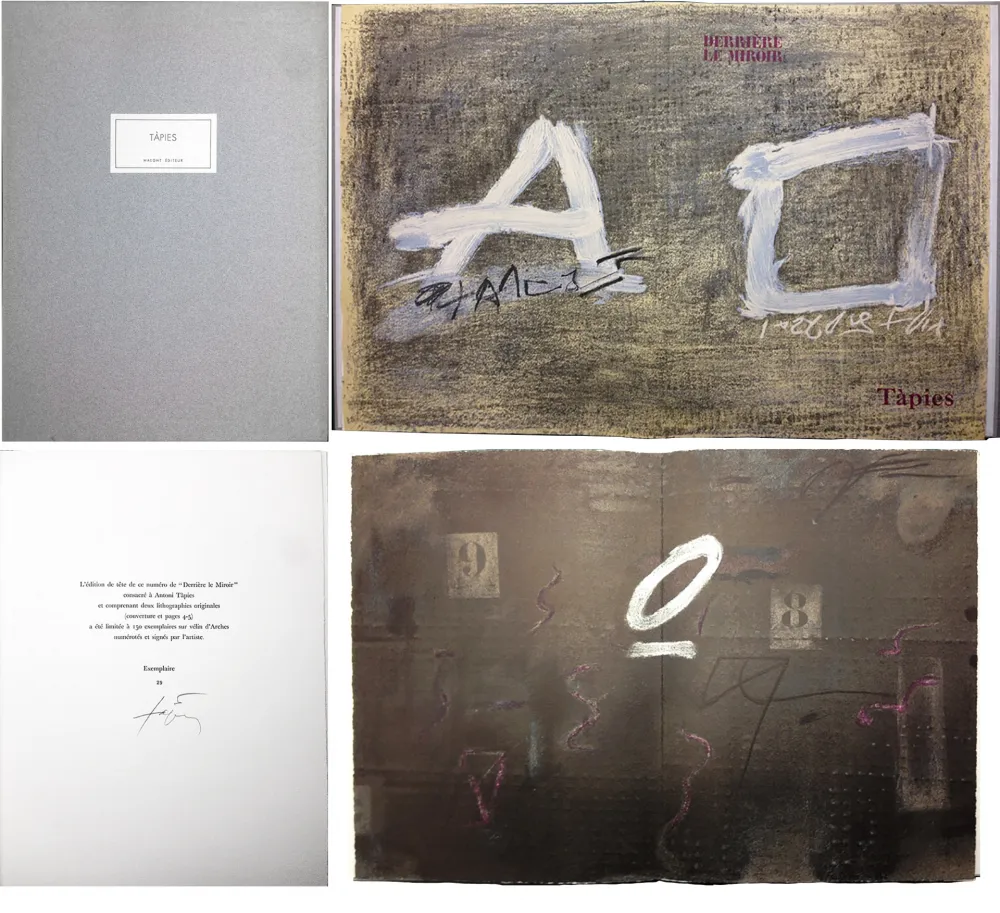 TÀPIES
MAEGHT ÉDITEUR
DERRIÈRE
LE MIROIR
A
Tàpies
L'édition de tête de ce numéro de "Derrière le Miroir"
consacré à Antoni Tàpies
et comprenant deux lithographies originales
(couverture et pages 4-5)
a été limitée à 150 exemplaires sur vélin d'Arches
numérotés et signés par l'artiste.
Exemplaire
29
9
0
8